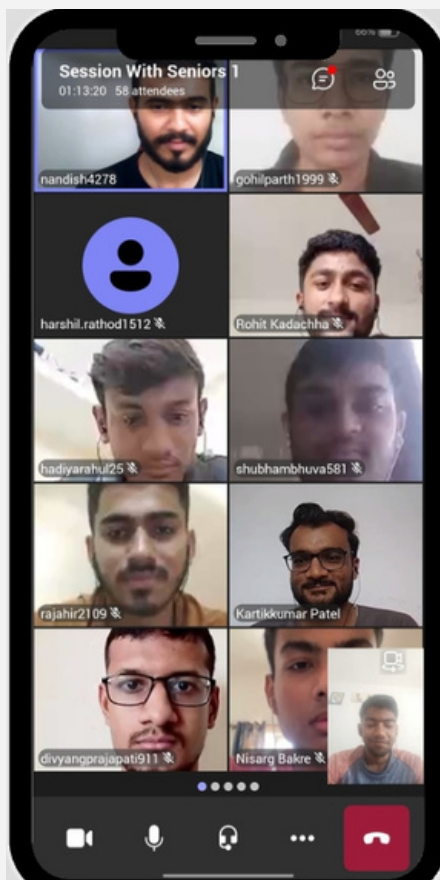 66%
Session With Seniors 1
01:13:20 58 attendees
nandish4278
gohilparth1999
harshil.rathod1512
Rohit Kadachha
hadiyarahul25
shubhambhuva581
rajahir2109
Kartikkumar Patel
divyangprajapati911
Nisarg Bakre